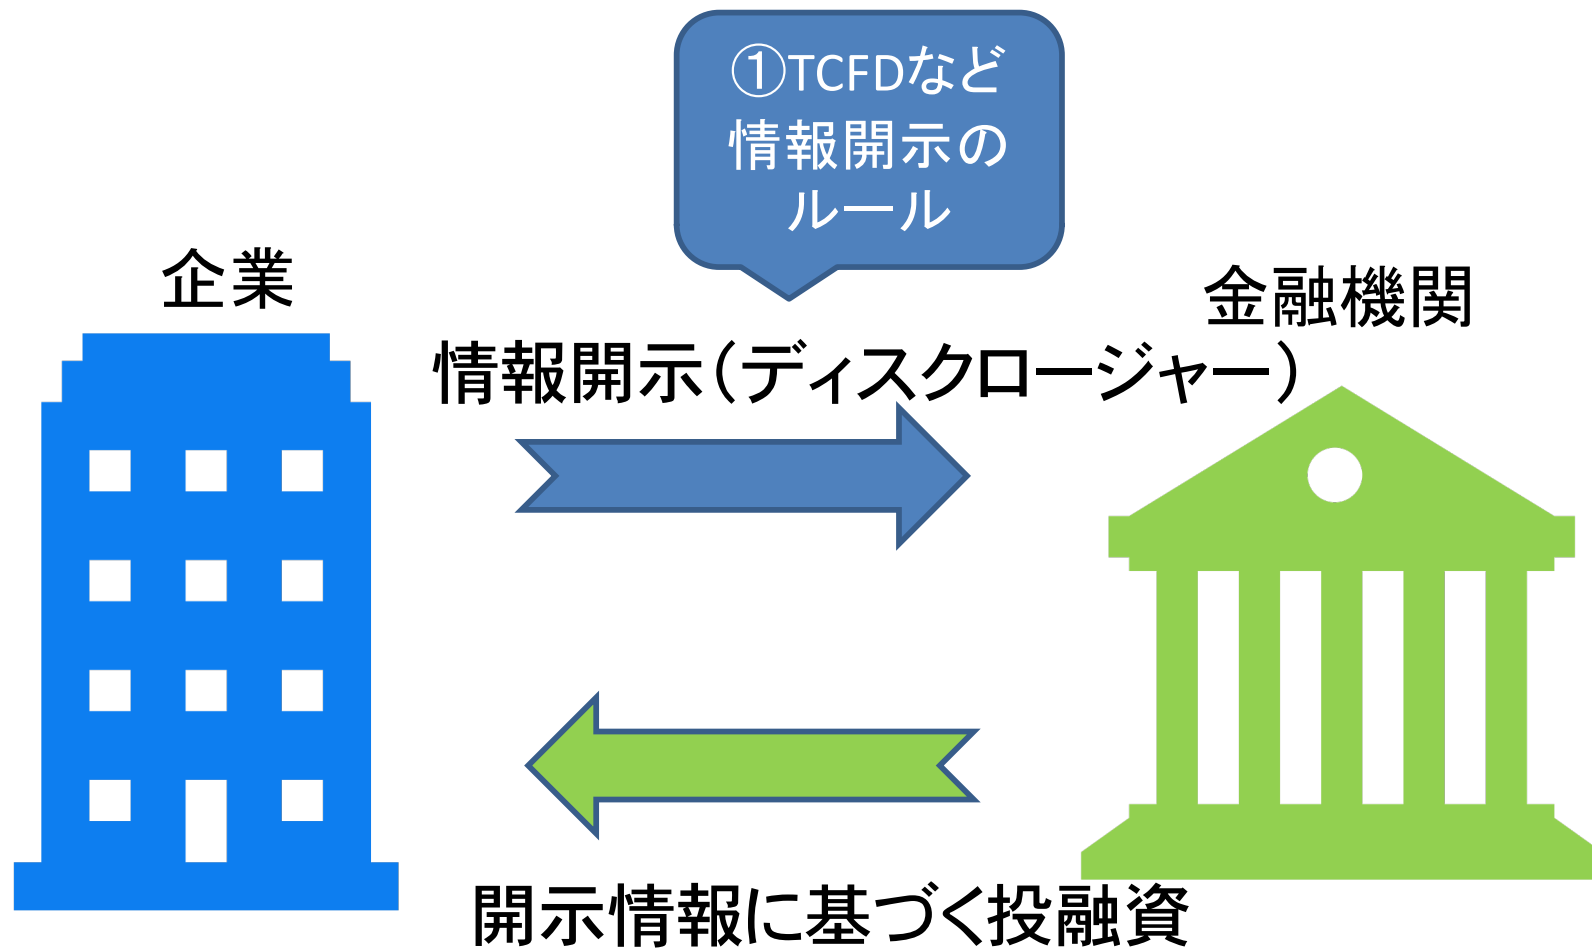 ①TCFDなど
情報開示の
ルール
企業
金融機関
情報開示(ディスクロージャー)
開示情報に基づく投融資